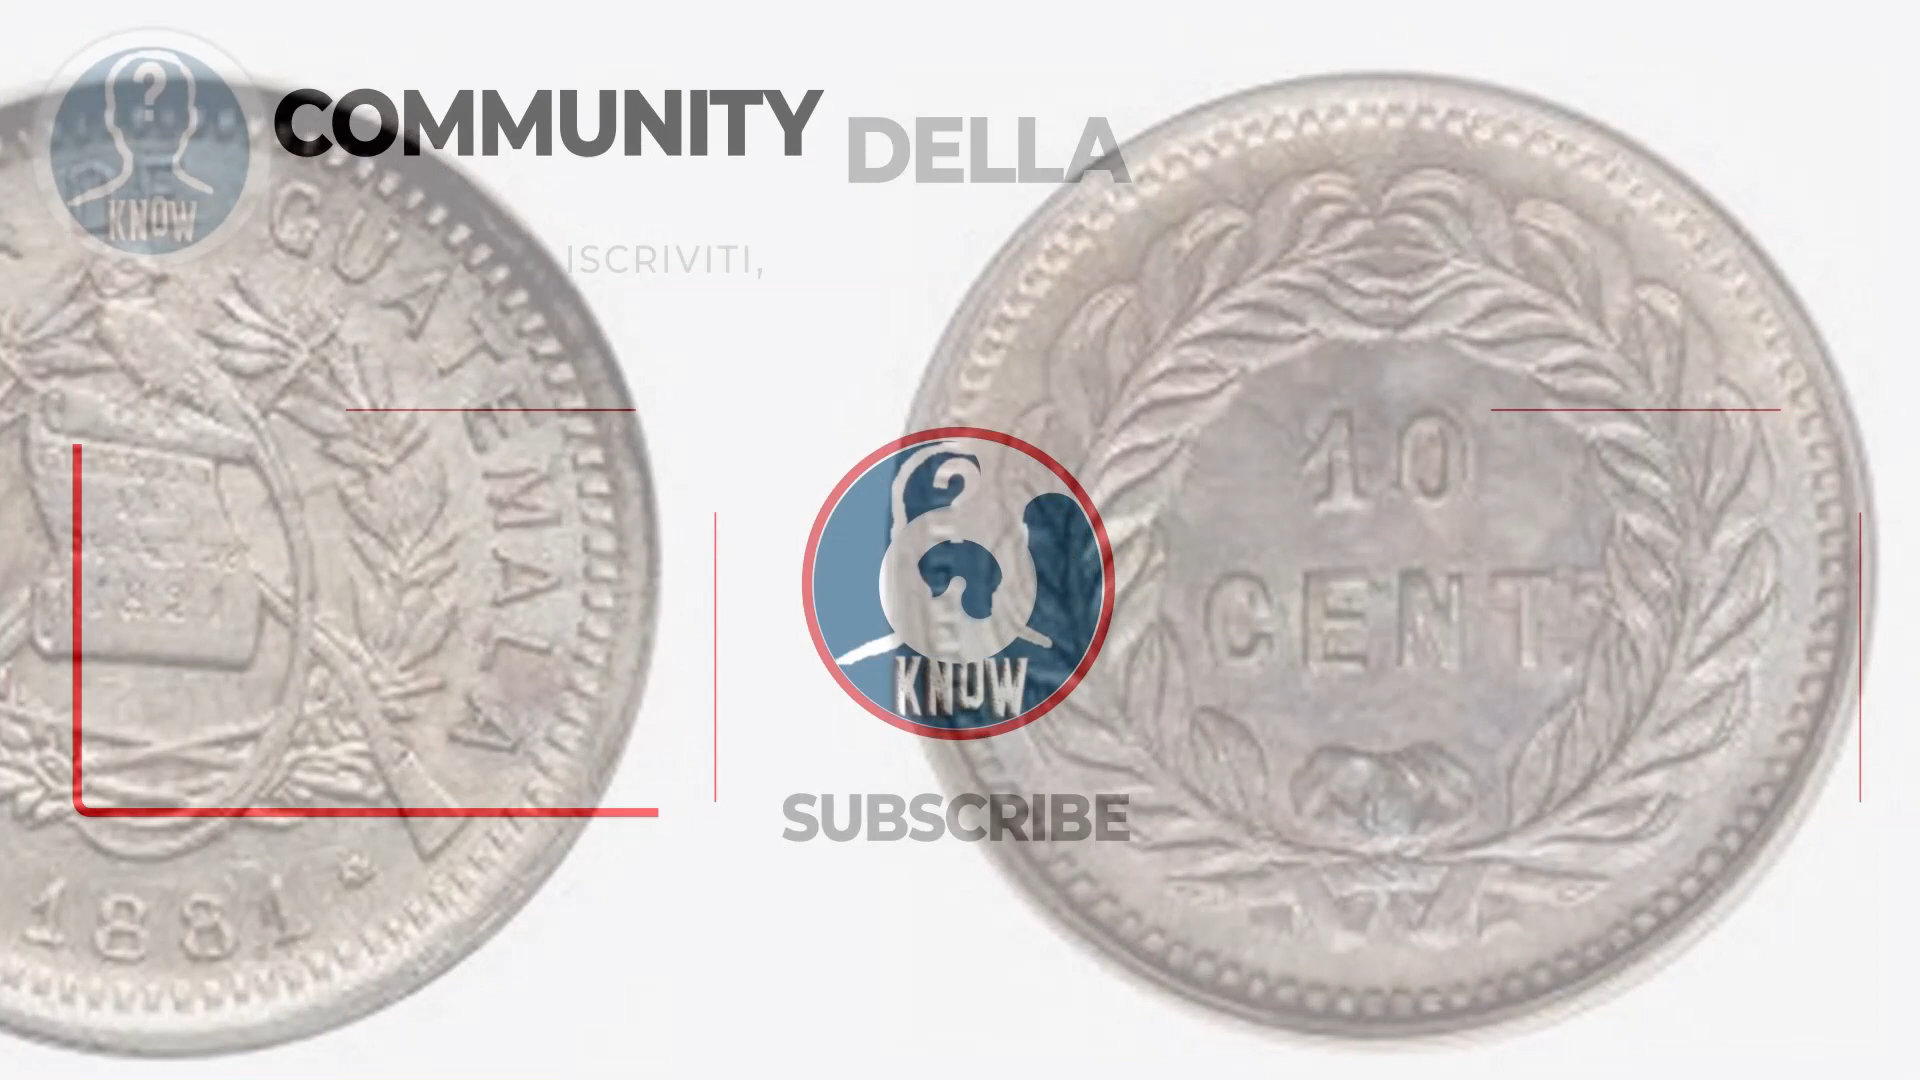 COMMUNITY DELLA
ISCRIVITI,
KNOW
GUATEMALA
1881
10
CENT
KNOW
SUBSCRIBE